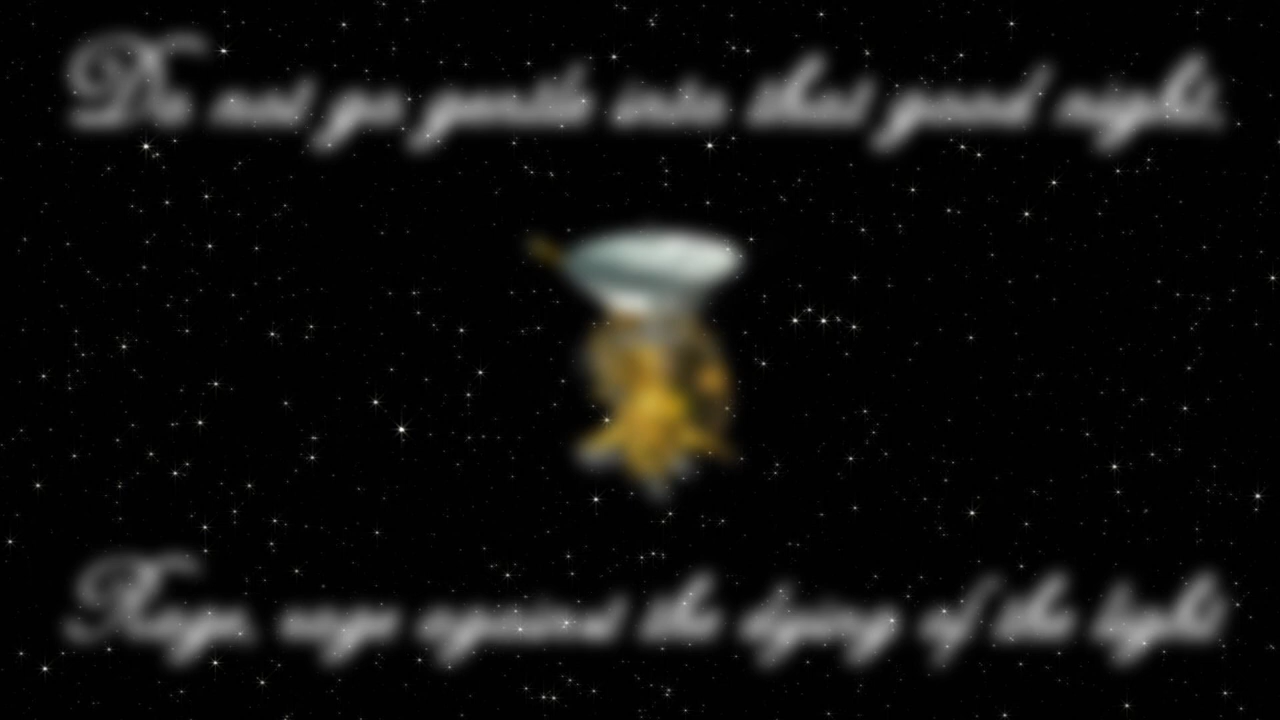 Do not go gentle into that good night.
Rage, rage against the dying of the light